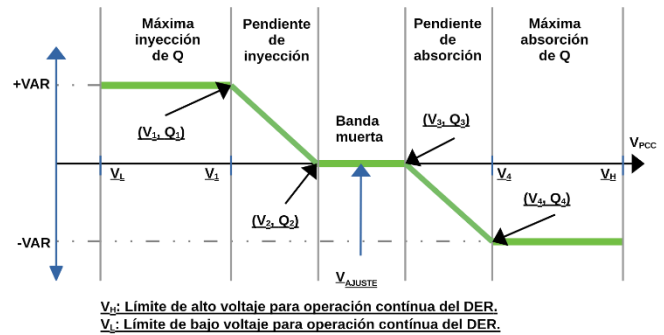 Máxima
inyección
de Q
Pendiente
de
inyección
Pendiente
de
absorción
Máxima
absorción
de Q
+VAR
(V1, Q1)
Banda
muerta
(V3, Q3)
VPCC
VL
V1
V4
VH
(V2, Q2)
(V4, Q4)
-VAR
VAJUSTE
VH: Límite de alto voltaje para operación contínua del DER.
VL: Límite de bajo voltaje para operación contínua del DER.